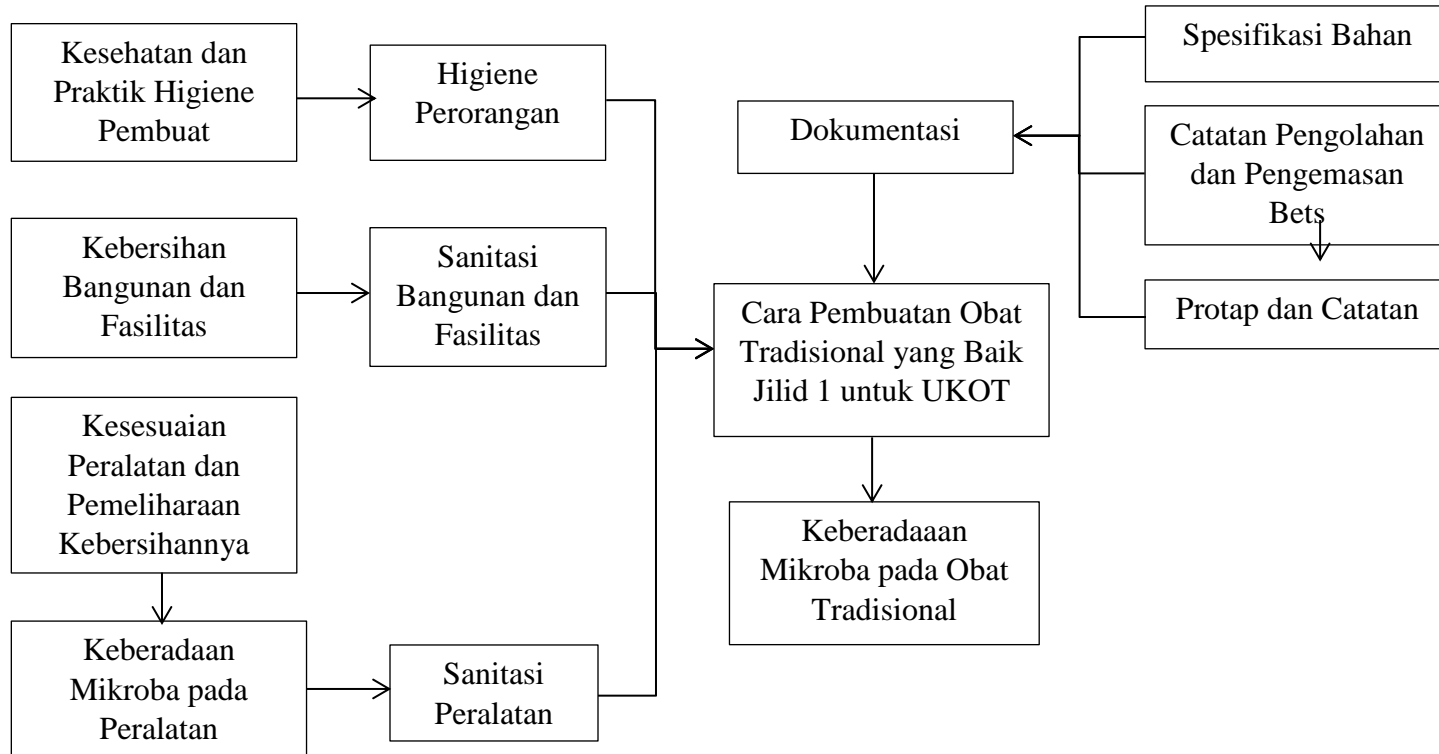 Kesehatan dan
Praktik Higiene
Pembuat
Higiene
Perorangan
Kebersihan
Bangunan dan
Fasilitas
Sanitasi
Bangunan dan
Fasilitas
Kesesuaian
Peralatan dan
Pemeliharaan
Kebersihannya
Keberadaan
Mikroba pada
Peralatan
Sanitasi
Peralatan
Dokumentasi
Cara Pembuatan Obat
Tradisional yang Baik
Jilid 1 untuk UKOT
Keberadaaan
Mikroba pada Obat
Tradisional
Spesifikasi Bahan
Catatan Pengolahan
dan Pengemasan
Bets
Protap dan Catatan